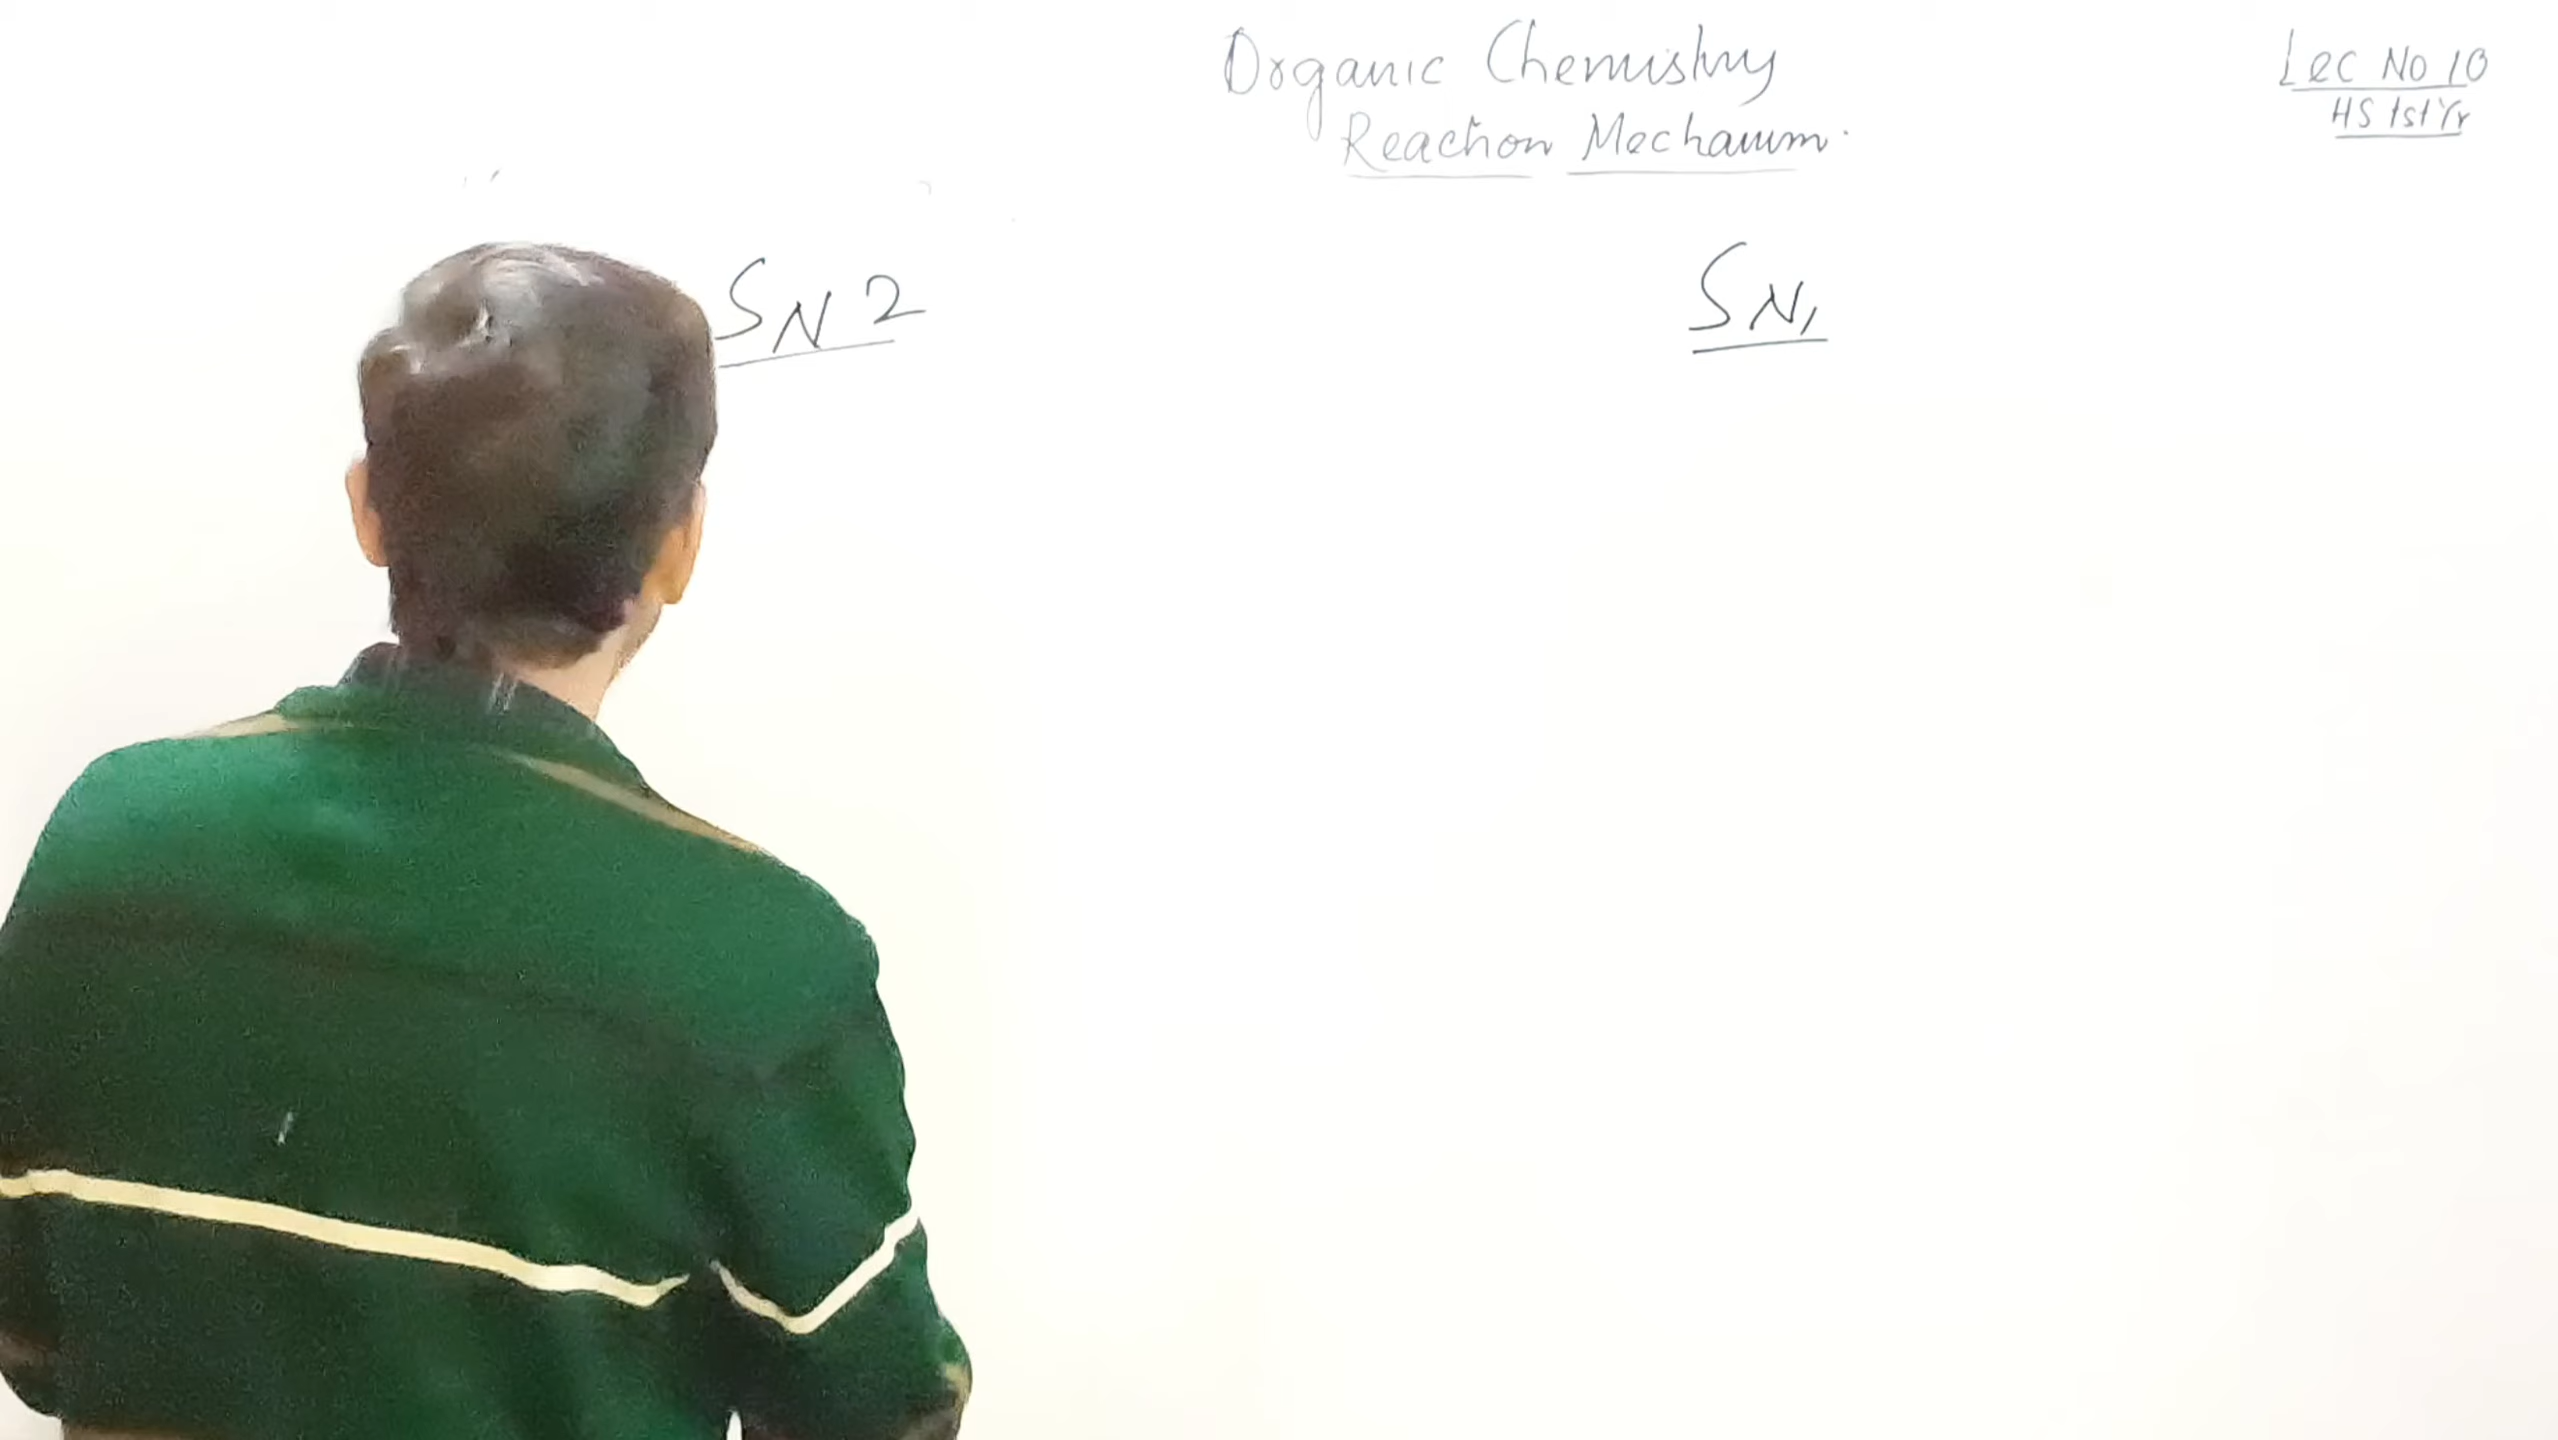 Organic Chemistry
Reaction Mechanism.
Lec No 10
HS 1st Yr
SN2
SN1